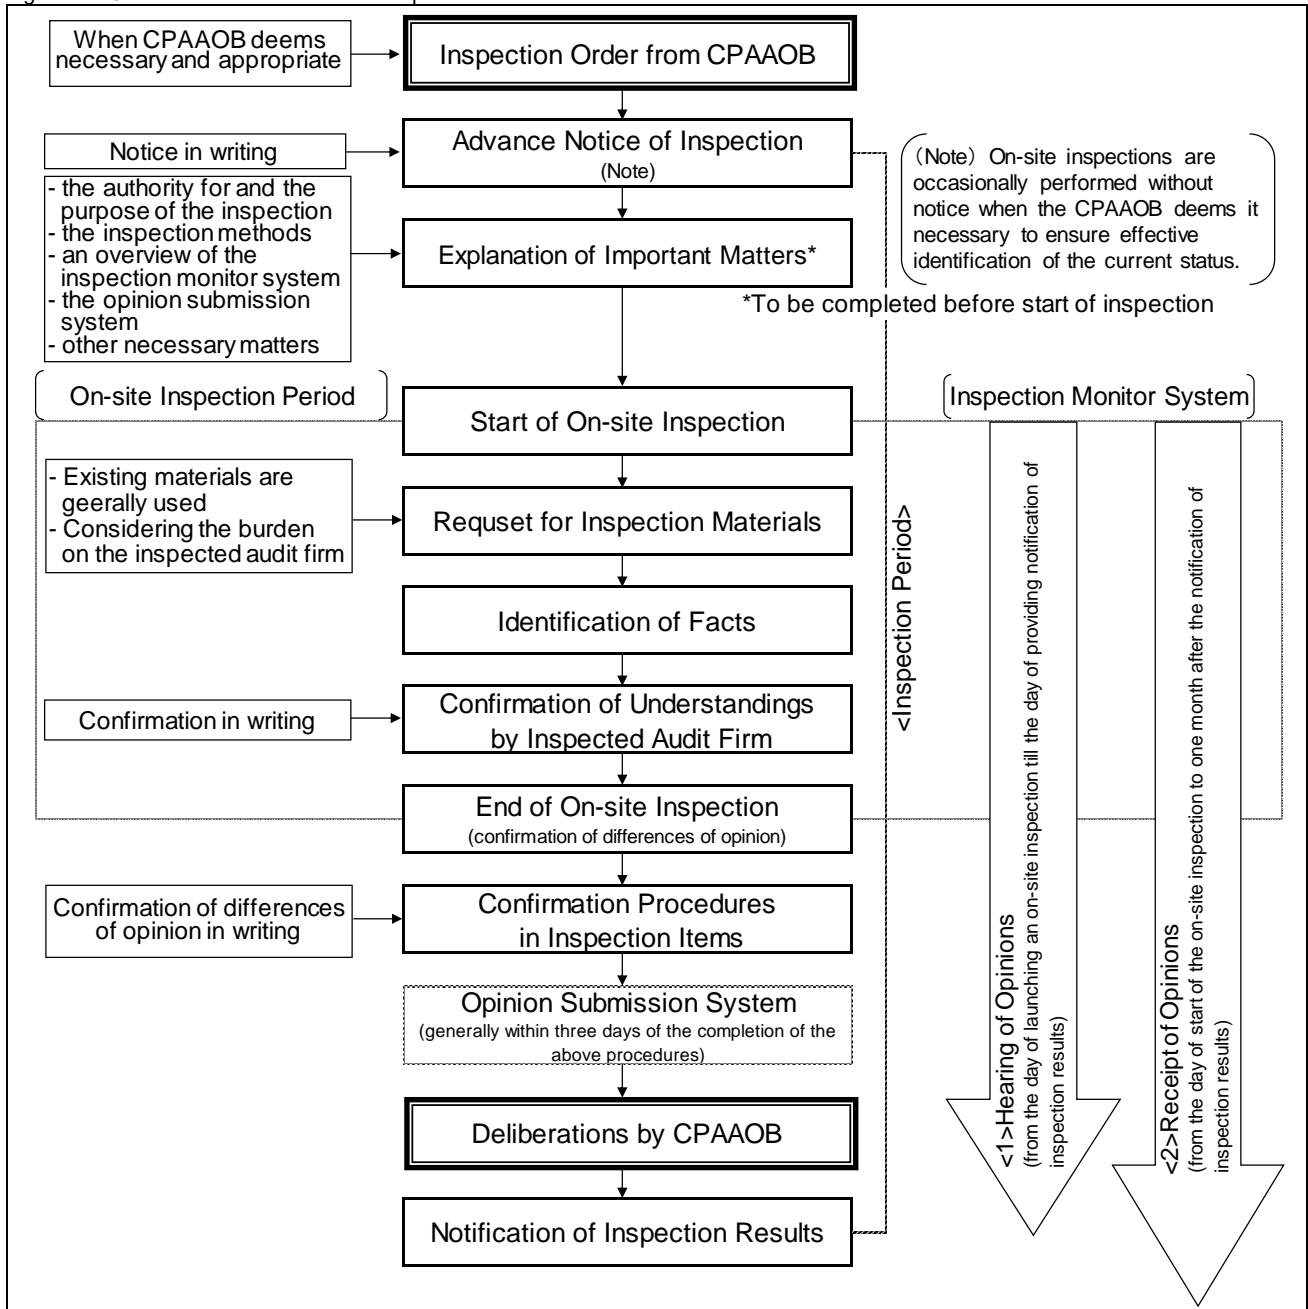 When CPAAOB deems
necessary and appropriate
Inspection Order from CPAAOB
Notice in writing
Advance Notice of Inspection
(Note)
(Note) On-site inspections are
occasionally performed without
notice when the CPAAOB deems it
necessary to ensure effective
identification of the current status.
- the authority for and the
purpose of the inspection
- the inspection methods
- an overview of the
inspection monitor system
- the opinion submission
system
- other necessary matters
Explanation of Important Matters*
*To be completed before start of inspection
On-site Inspection Period
Start of On-site Inspection
Inspection Monitor System
- Existing materials are
geerally used
- Considering the burden
on the inspected audit firm
Requset for Inspection Materials
Identification of Facts
Confirmation in writing
Confirmation of Understandings
by Inspected Audit Firm
End of On-site Inspection
(confirmation of differences of opinion)
Confirmation of differences
of opinion in writing
Confirmation Procedures
in Inspection Items
Opinion Submission System
(generally within three days of the completion of the
above procedures)
Deliberations by CPAAOB
Notification of Inspection Results
<Inspection Period>
<1>Hearing of Opinions
(from the day of launching an on-site inspection till the day of providing notification of
inspection results)
<2>Receipt of Opinions
(from the day of start of the on-site inspection to one month after the notification of
inspection results)